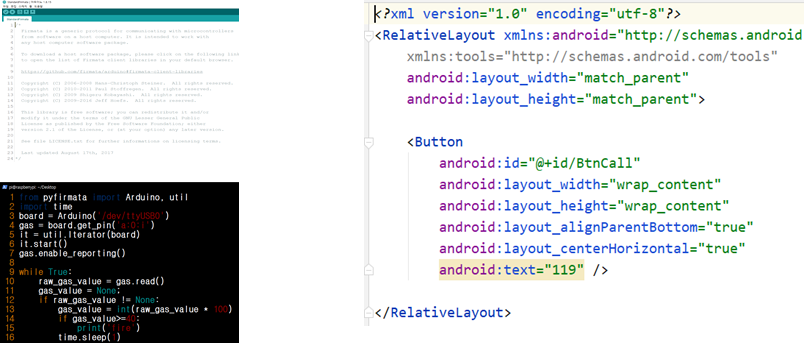 Firmata is a generic protocol for communicating with microcontrollers
from software on a host computer. It is intended to work with
any host computer software package.
To download a host software package, please click on the following link
to open the list of Firmata client libraries in your default browser.
https://github.com/firmata/arduino#firmata-client-libraries
Copyright (C) 2006-2008 Hans-Christoph Steiner. All rights reserved.
Copyright (C) 2010-2011 Paul Stoffregen. All rights reserved.
Copyright (C) 2009 Shigeru Kobayashi. All rights reserved.
Copyright (C) 2009-2016 Jeff Hoefs. All rights reserved.
This library is free software; you can redistribute it and/or
modify it under the terms of the GNU Lesser General Public
License as published by the Free Software Foundation; either
version 2.1 of the License, or (at your option) any later version.
See file LICENSE.txt for further informations on licensing terms.
Last updated August 17th, 2017
*/
pi@raspberrypi: ~/Desktop
1 from pyfirmata import Arduino, util
2 import time
3 board = Arduino('/dev/ttyUSB0')
4 gas = board.get_pin('a:0:i')
5 it = util.Iterator(board)
6 it.start()
7 gas.enable_reporting()
8
9 while True:
10 raw_gas_value = gas.read()
11 gas_value = None;
12 if raw_gas_value != None:
13 gas_value = int(raw_gas_value * 100)
14 if gas_value>=40:
15 print('fire')
16 time.sleep(1)
<?xml version="1.0" encoding="utf-8"?>
<RelativeLayout xmlns:android="http://schemas.android
xmlns:tools="http://schemas.android.com/tools"
android:layout_width="match_parent"
android:layout_height="match_parent">
<Button
android:id="@+id/BtnCall"
android:layout_width="wrap_content"
android:layout_height="wrap_content"
android:layout_alignParentBottom="true"
android:layout_centerHorizontal="true"
android:text="119" />
</RelativeLayout>